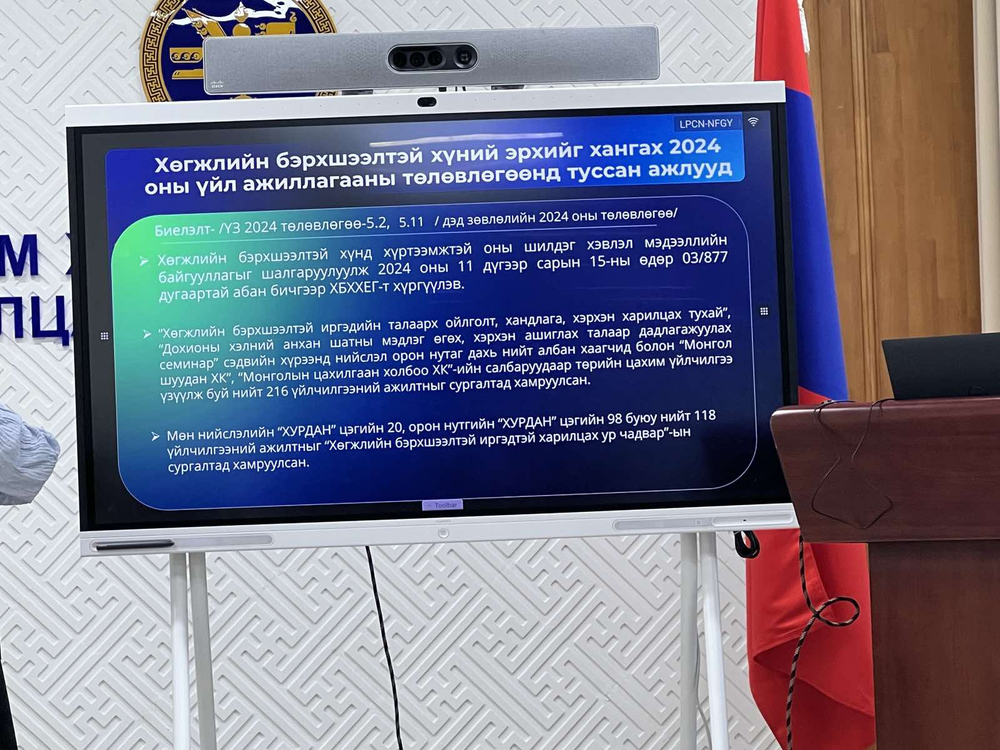 CISCO
LPCN-NFGY
Хөгжлийн бэрхшээлтэй хүний эрхийг хангах 2024
оны үйл ажиллагааны төлөвлөгөөнд туссан ажлууд
Биелэлт- /ҮЗ 2024 төлөвлөгөө-5.2, 5.11 / дэд зөвлөлийн 2024 оны төлөвлөгөө/
➢ Хөгжлийн бэрхшээлтэй хүнд хүртээмжтэй оны шилдэг хэвлэл мэдээллийн
байгууллагыг шалгаруулуулж 2024 оны 11 дүгээр сарын 15-ны өдөр 03/877
дугаартай абан бичгээр ХБХХЕГ-т хүргүүлэв.
➢ “Хөгжлийн бэрхшээлтэй иргэдийн талаарх ойлголт, хандлага, хэрхэн харилцах тухай”,
“Дохионы хэлний анхан шатны мэдлэг өгөх, хэрхэн ашиглах талаар дадлагажуулах
семинар” сэдвийн хүрээнд нийслэл орон нутаг дахь нийт албан хаагчид болон “Монгол
шуудан ХК”, “Монголын цахилгаан холбоо ХК”-ийн салбаруудаар төрийн цахим үйлчилгээ
үзүүлж буй нийт 216 үйлчилгээний ажилтныг сургалтад хамруулсан.
➢ Мөн нийслэлийн “ХУРДАН” цэгийн 20, орон нутгийн “ХУРДАН” цэгийн 98 буюу нийт 118
үйлчилгээний ажилтныг “Хөгжлийн бэрхшээлтэй иргэдтэй харилцах ур чадвар”-ын
сургалтад хамруулсан.
Toolbar
HUAWEI